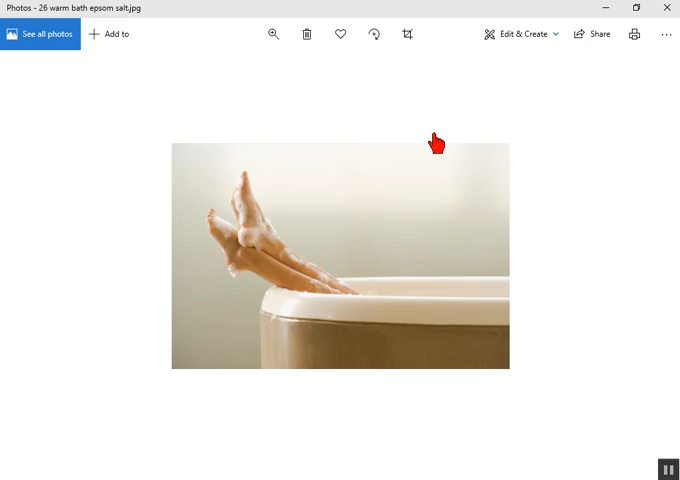 Photos - 26 warm bath epsom salt.jpg
See all photos
Add to
Edit & Create
Share